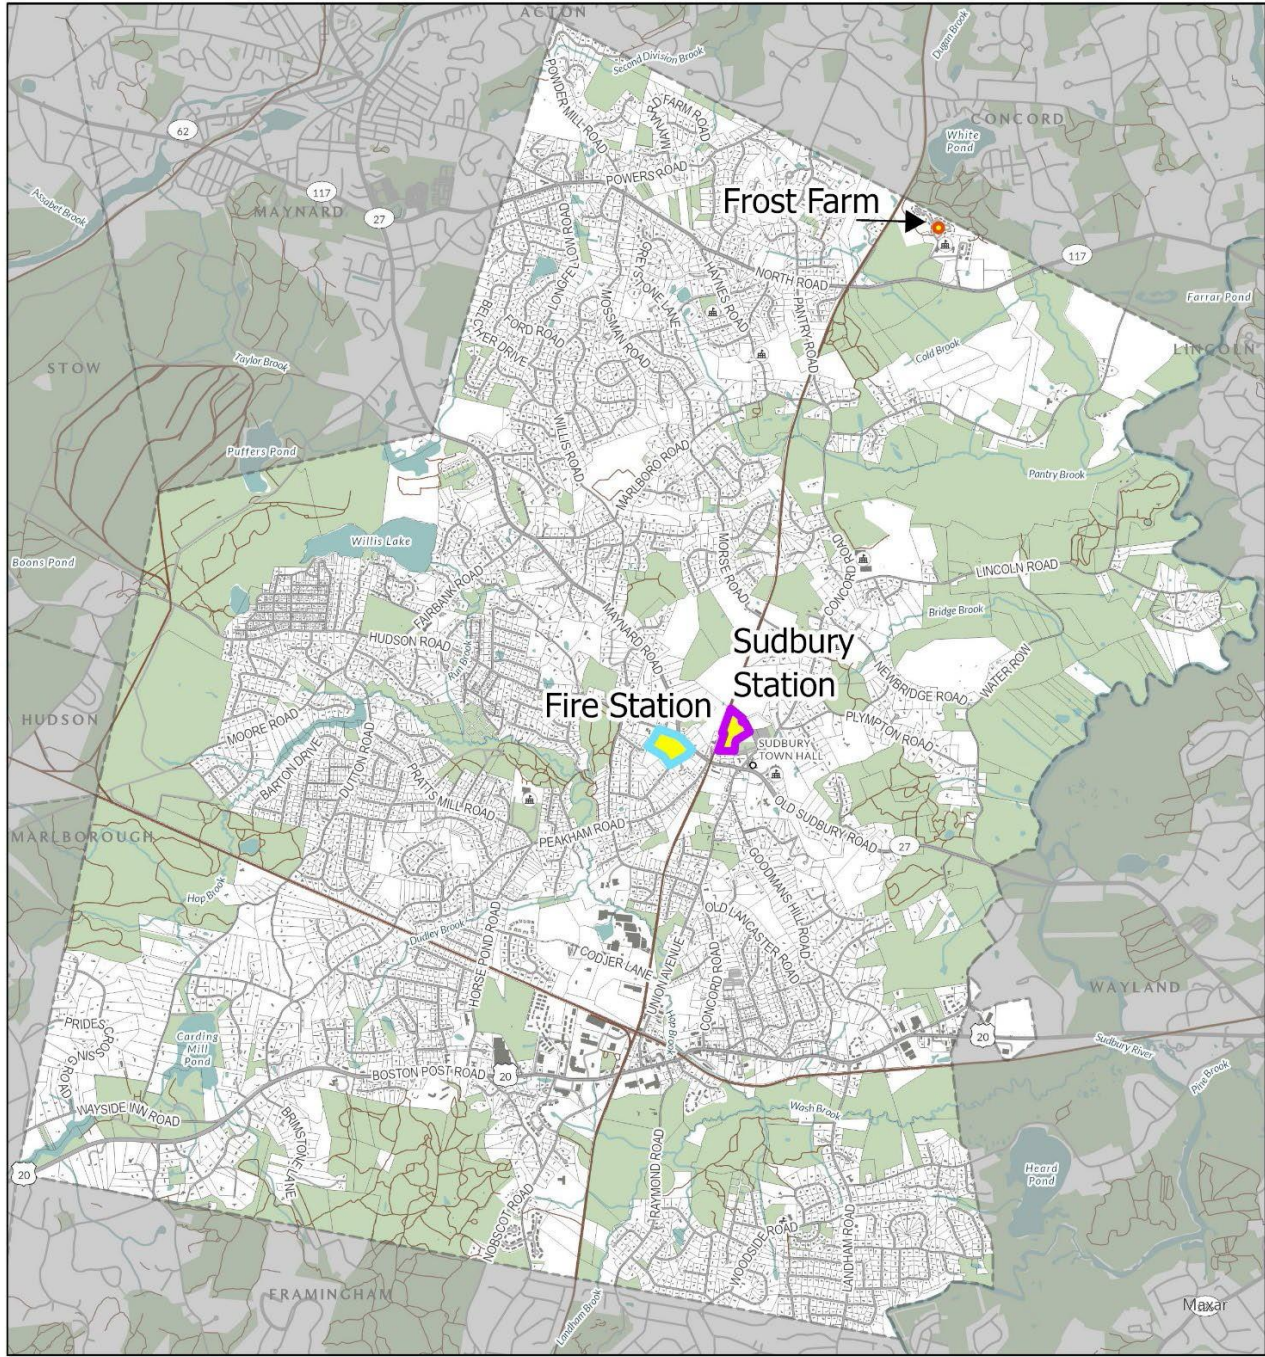 ACTON
Second Division Brook
Dugan Brook
POWDER MILL ROAD
MAYNARD FARM ROAD
62
CONCORD
White
Pond
117
POWERS ROAD
Assabet Brook
MAYNARD
27
Frost Farm
LONGFELLOW ROAD
GREYSTONE LANE
HAYNES ROAD
117
NORTH ROAD
Farrar Pond
MOSSMAN ROAD
PANTRY ROAD
BELCHER DRIVE
FORD ROAD
Cold Brook
LINCOLN
STOW
Taylor Brook
WILLIS ROAD
Puffers Pond
MARLBORO ROAD
Pantry Brook
Willis Lake
Boons Pond
MORSE ROAD
CONCORD ROAD
LINCOLN ROAD
FAIRBANK ROAD
Bridge Brook
MAYNARD ROAD
HUDSON ROAD
Run Brook
Sudbury
Station
NEWBRIDGE ROAD
WATER ROW
Fire Station
HUDSON
MOORE ROAD
PLYMPTON ROAD
SUDBURY
TOWN HALL
BARTON DRIVE
DUTTON ROAD
PRATTS MILL ROAD
MARLBOROUGH
PEAKHAM ROAD
OLD SUDBURY ROAD
27
GOODMANS HILL ROAD
Hop Brook
OLD LANCASTER ROAD
Dudley Brook
HORSE POND ROAD
CODJER LANE
UNION AVENUE
CONCORD ROAD
WAYLAND
Hop Brook
PRIDES CROSSING ROAD
Carding
Mill
Pond
20
Sudbury River
BOSTON POST ROAD
20
Pine Brook
WAYSIDE INN ROAD
BRIMSTONE LANE
Wash Brook
20
RAYMOND ROAD
Heard
Pond
NOBSCOT ROAD
WOODSIDE ROAD
LANDHAM ROAD
FRAMINGHAM
Landham Brook
Maxar